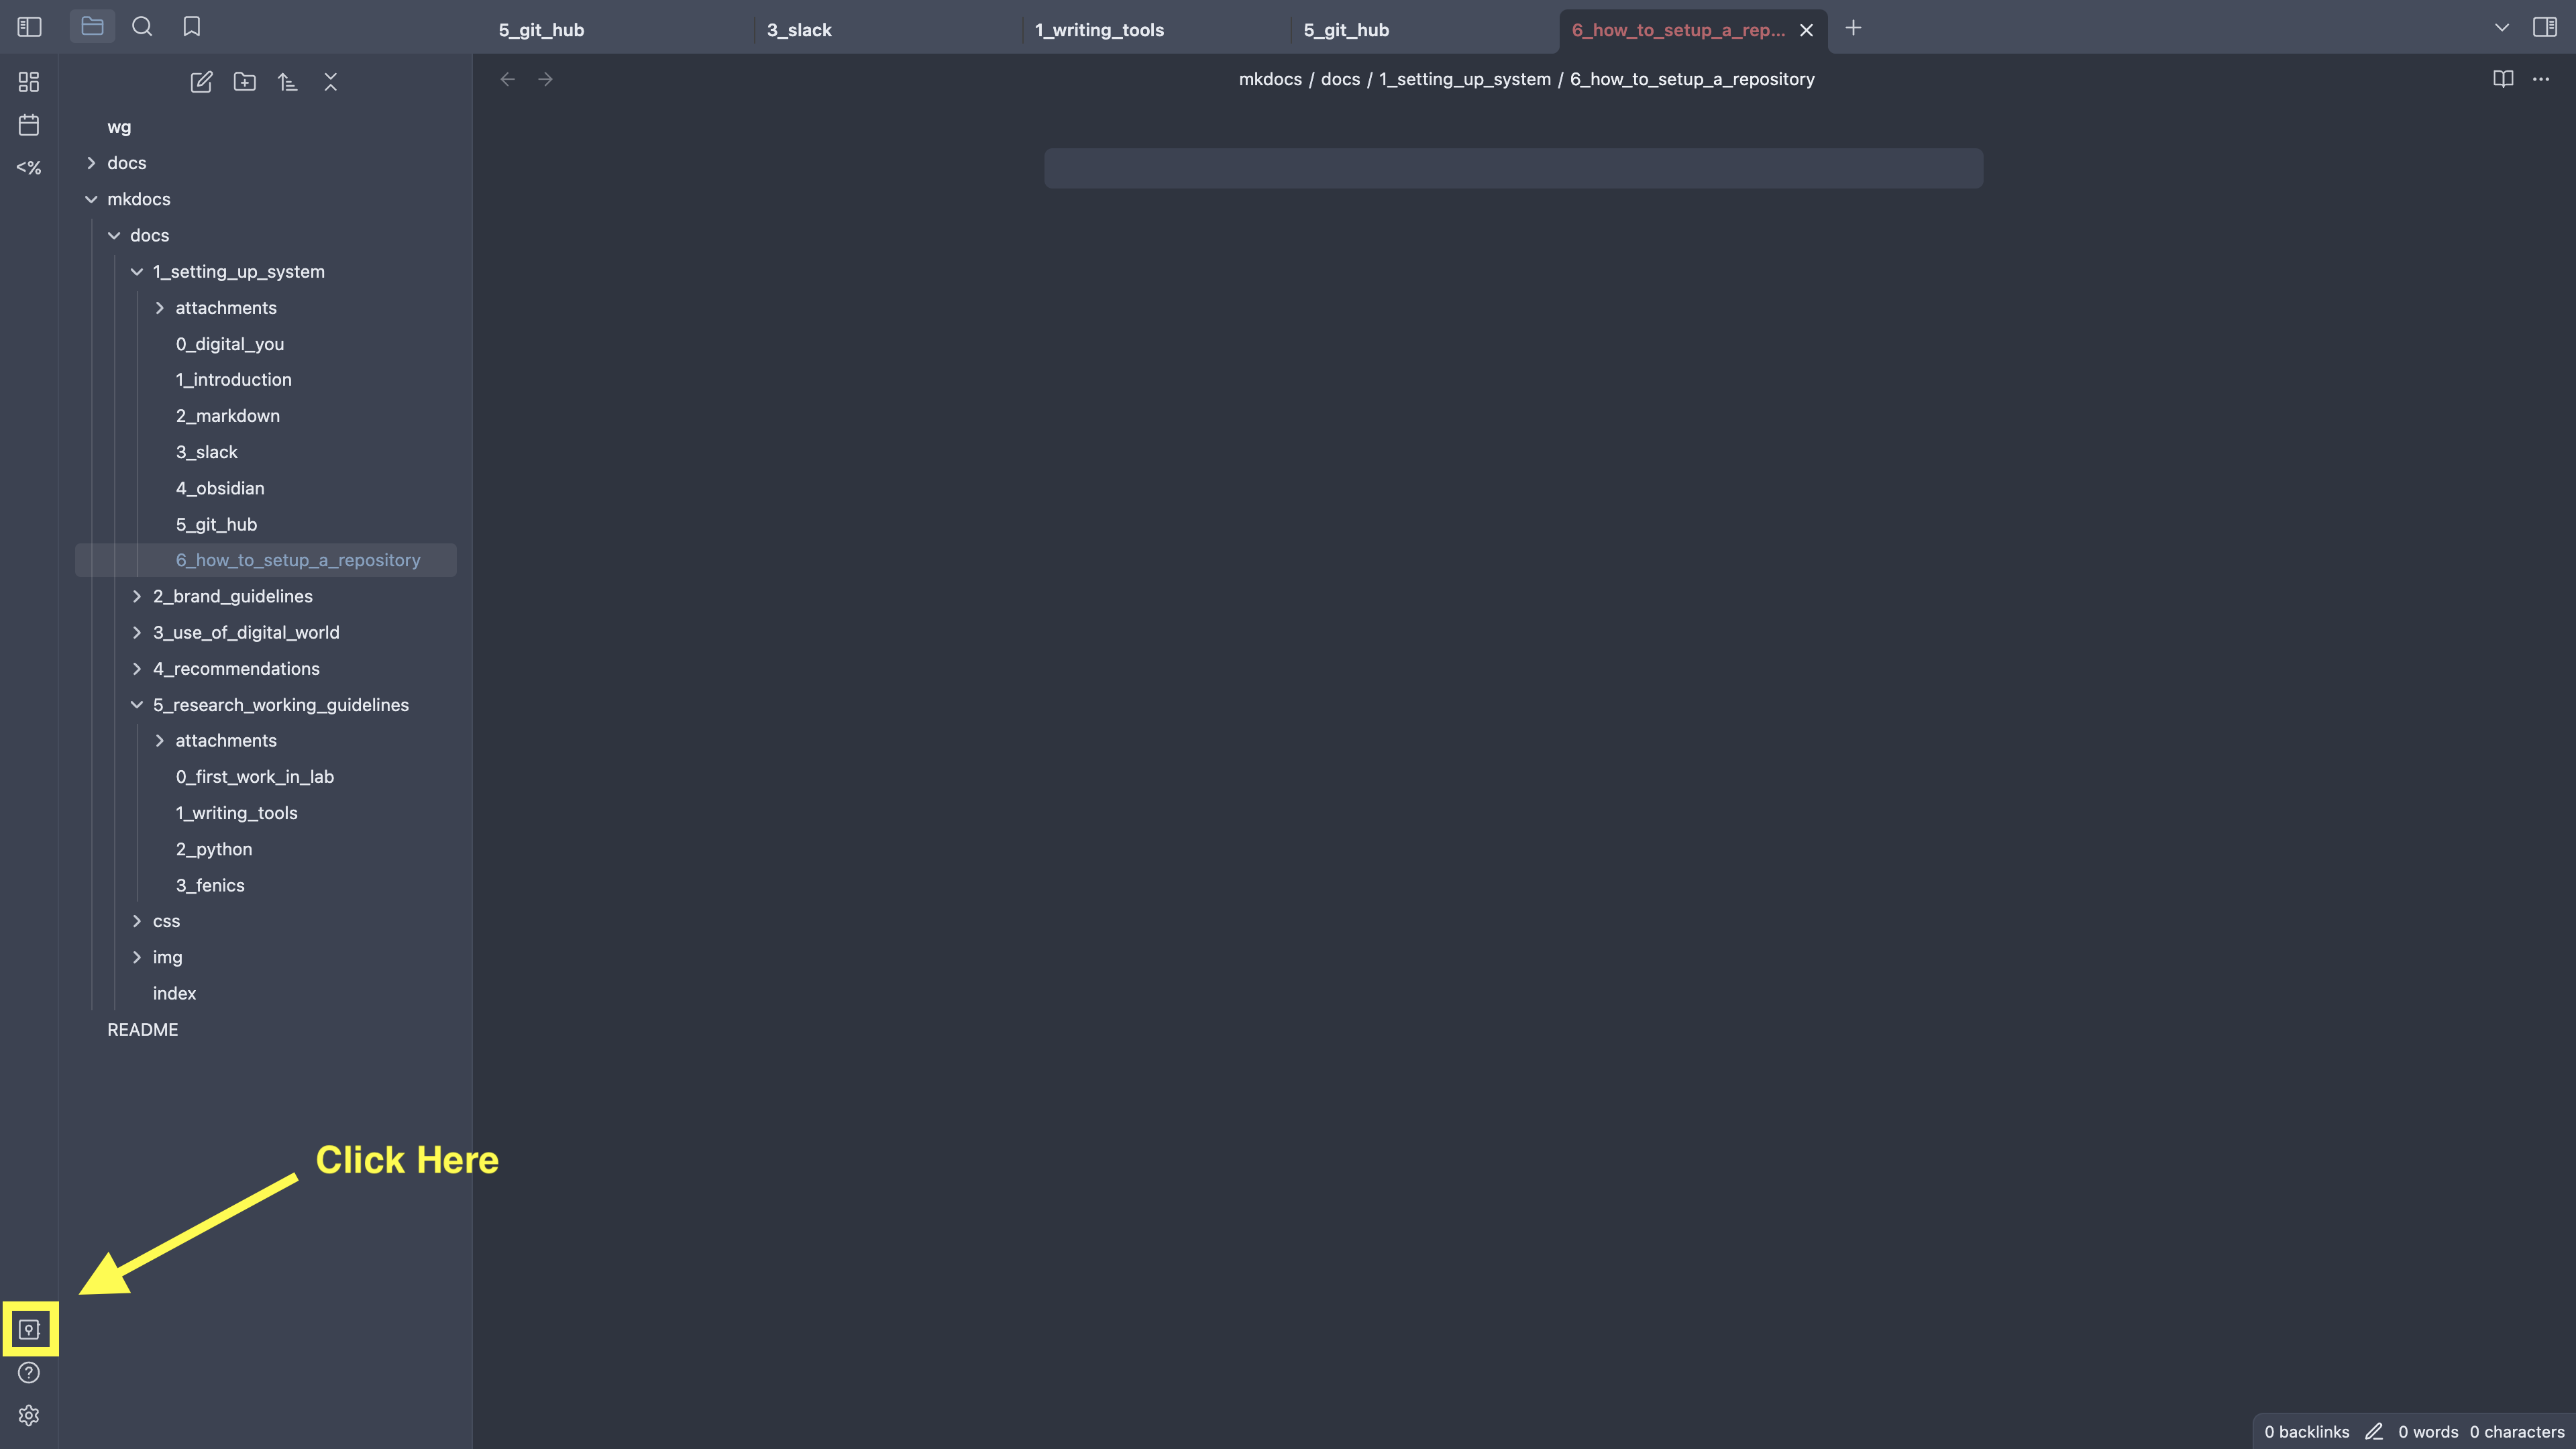 5_git_hub
3_slack
1_writing_tools
5_git_hub
6_how_to_setup_a_rep...
mkdocs / docs / 1_setting_up_system / 6_how_to_setup_a_repository
<%
wg
docs
mkdocs
docs
1_setting_up_system
attachments
0_digital_you
1_introduction
2_markdown
3_slack
4_obsidian
5_git_hub
6_how_to_setup_a_repository
2_brand_guidelines
3_use_of_digital_world
4_recommendations
5_research_working_guidelines
attachments
0_first_work_in_lab
1_writing_tools
2_python
3_fenics
css
img
index
README
Click Here
0 backlinks 0 words 0 characters